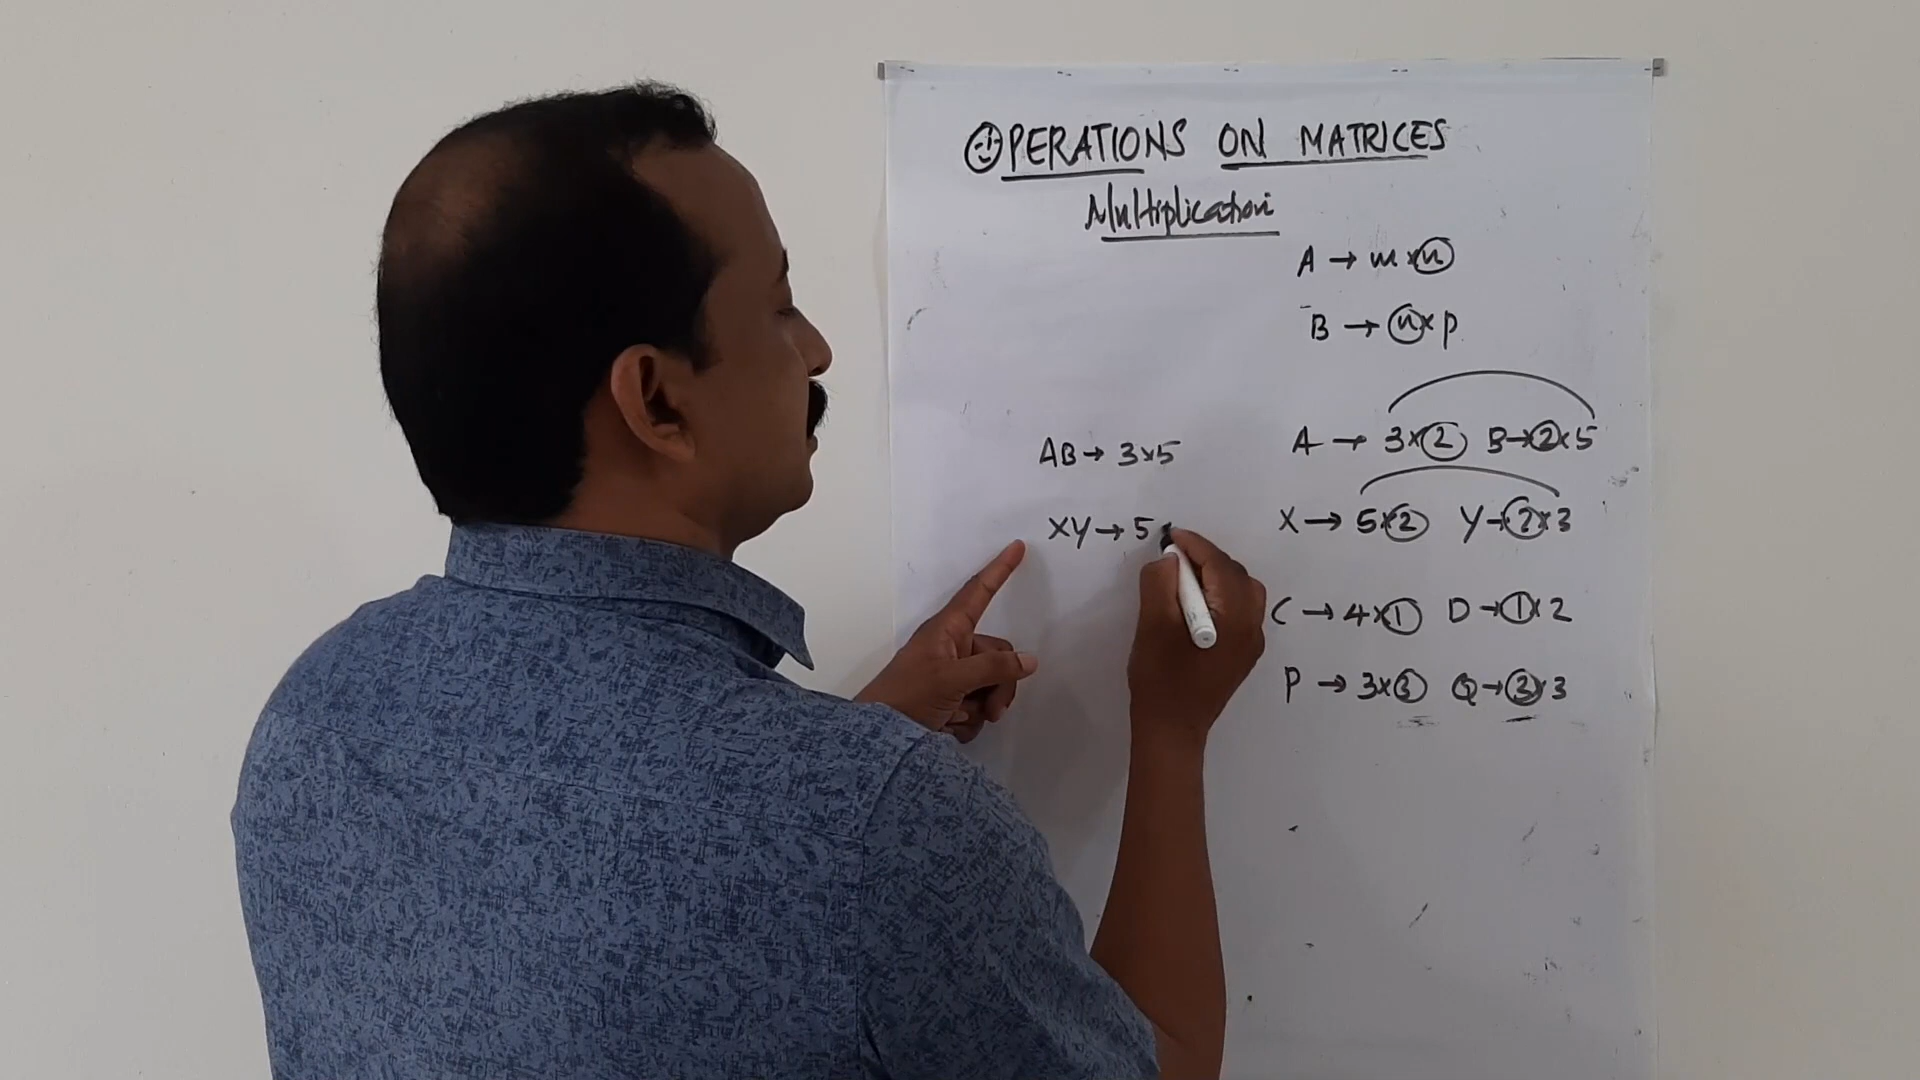 OPERATIONS ON MATRICES
Multiplication
A → m×n
B → n×p
A → 3×2 B→2×5
AB → 3×5
X → 5×2 Y→2×3
XY → 5
C → 4×1 D→1×2
P → 3×3 Q→3×3